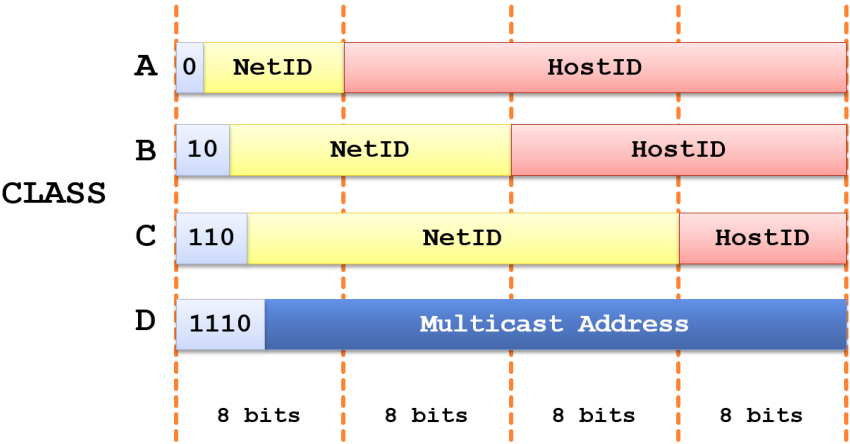 A 0 NetID HostID
B 10 NetID HostID
CLASS
C 110 NetID HostID
D 1110 Multicast Address
8 bits 8 bits 8 bits 8 bits